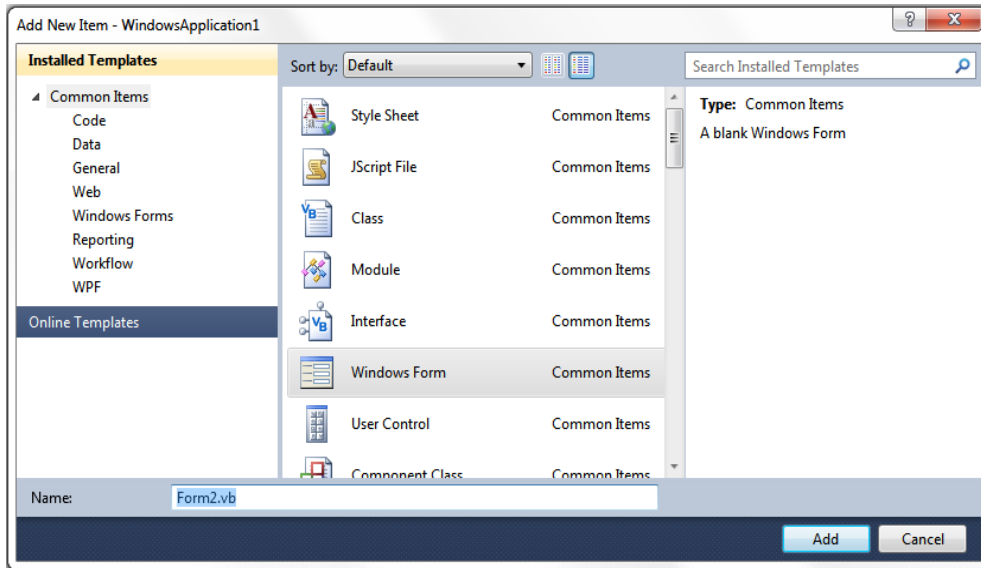 Add New Item - WindowsApplication1
Installed Templates
Common Items
Code
Data
General
Web
Windows Forms
Reporting
Workflow
WPF
Online Templates
Sort by: Default
Style Sheet Common Items
JScript File Common Items
Class Common Items
Module Common Items
Interface Common Items
Windows Form Common Items
User Control Common Items
Component Class Common Items
Search Installed Templates
Type: Common Items
A blank Windows Form
Name: Form2.vb
Add Cancel